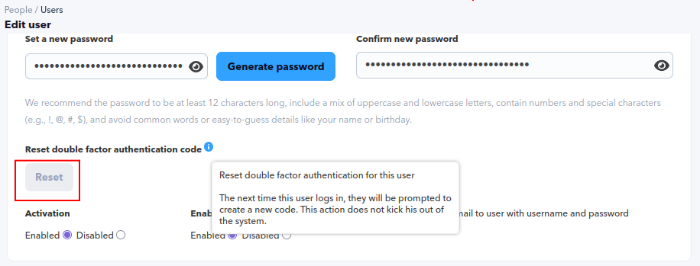 People / Users
Edit user
Set a new password
Confirm new password
Generate password
We recommend the password to be at least 12 characters long, include a mix of uppercase and lowercase letters, contain numbers and special characters
(e.g., !, @, #, $), and avoid common words or easy-to-guess details like your name or birthday.
Reset double factor authentication code
Reset
Reset double factor authentication for this user
The next time this user logs in, they will be prompted to
create a new code. This action does not kick his out of
the system.
Activation
mail to user with username and password
Enabled Disabled
Enabled Disabled